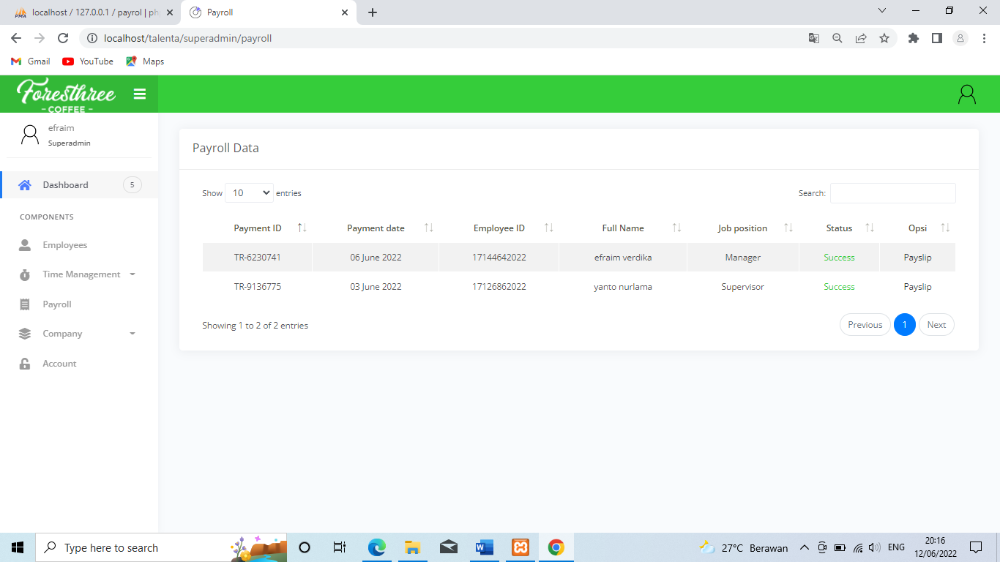 localhost / 127.0.0.1 / payrol | ph
Payroll
localhost/talenta/superadmin/payroll
Gmail
YouTube
Maps
Foresthree
- COFFEE -
efraim
Superadmin
Dashboard 5
COMPONENTS
Employees
Time Management
Payroll
Company
Account
Payroll Data
Show 10 entries
Search:
Payment ID Payment date Employee ID Full Name Job position Status Opsi
TR-6230741 06 June 2022 17144642022 efraim verdika Manager Success Payslip
TR-9136775 03 June 2022 17126862022 yanto nurlama Supervisor Success Payslip
Showing 1 to 2 of 2 entries
Previous 1 Next
Type here to search
27°C Berawan
ENG
20:16
12/06/2022